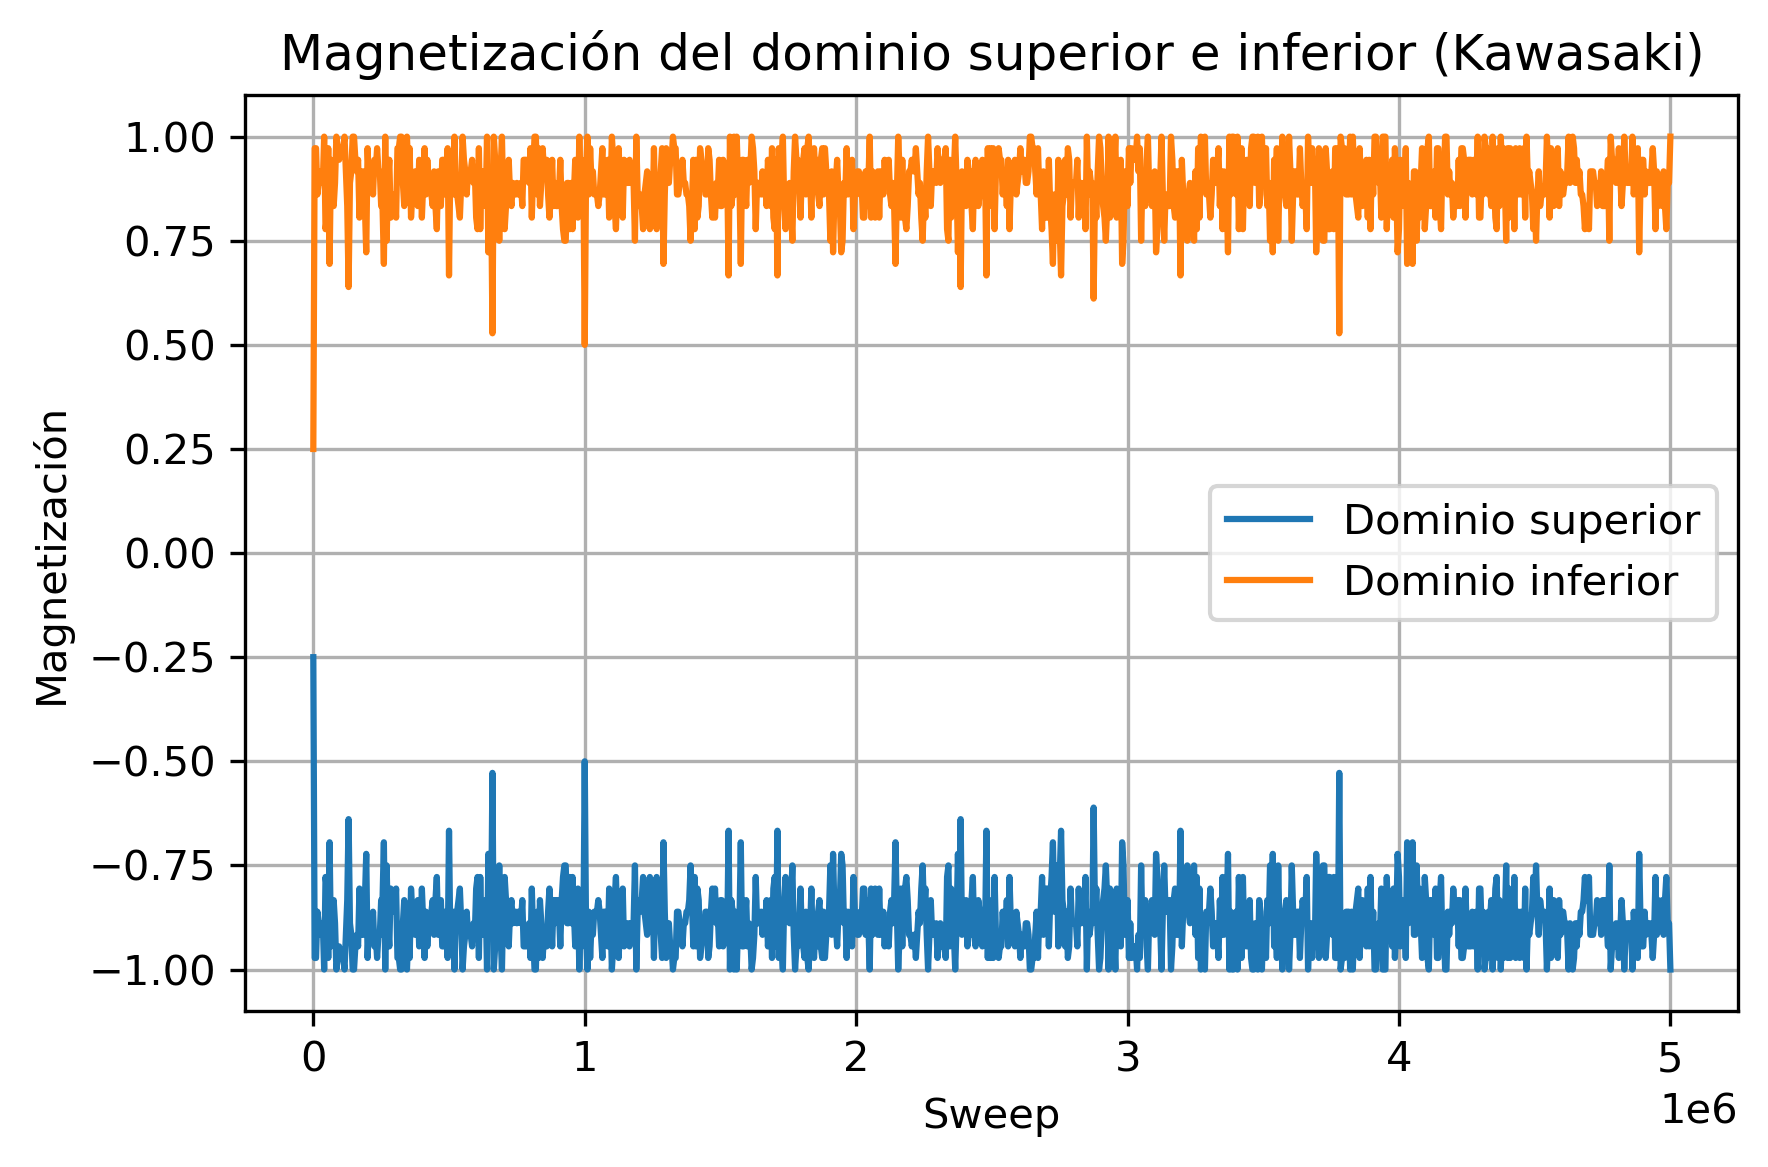 Magnetización del dominio superior e inferior (Kawasaki)
1.00
0.75
0.50
0.25
0.00
−0.25
−0.50
−0.75
−1.00
Magnetización
Dominio superior
Dominio inferior
0 1 2 3 4 5
1e6
Sweep